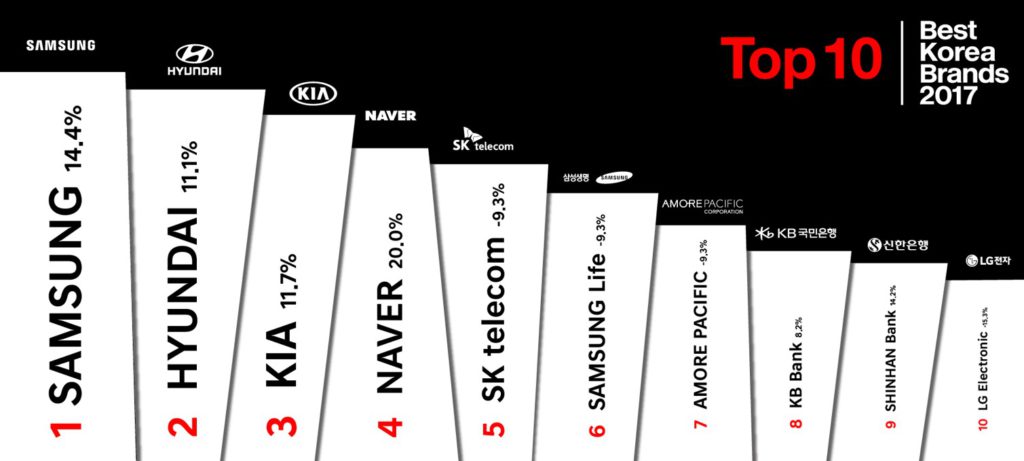 SAMSUNG
HYUNDAI
KIA
NAVER
SK telecom
삼성생명 SAMSUNG
AMOREPACIFIC
CORPORATION
KB국민은행
신한은행
LG전자
Top 10
Best
Korea
Brands
2017
1 SAMSUNG 14.4%
2 HYUNDAI 11.1%
3 KIA 11.7%
4 NAVER 20.0%
5 SK telecom -9.3%
6 SAMSUNG Life -9.3%
7 AMORE PACIFIC -9.3%
8 KB Bank 8.2%
9 SHINHAN Bank 14.2%
10 LG Electronic -15.3%